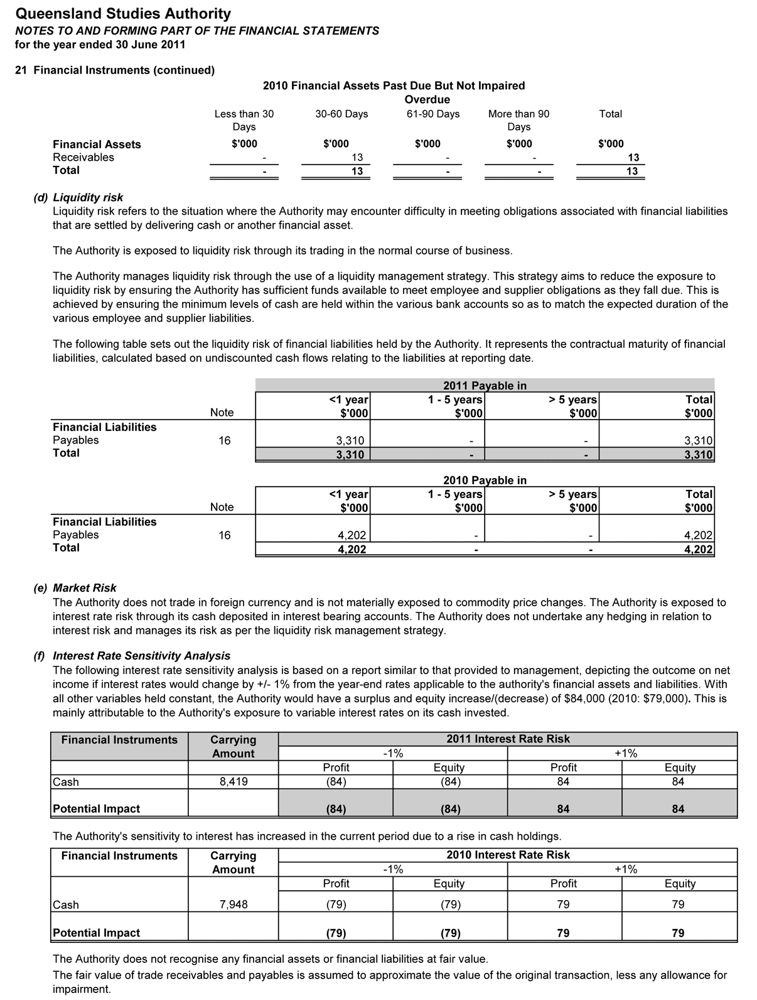 Queensland Studies Authority
NOTES TO AND FORMING PART OF THE FINANCIAL STATEMENTS
for the year ended 30 June 2011
21 Financial Instruments (continued)
2010 Financial Assets Past Due But Not Impaired
Overdue
Less than 30 30-60 Days 61-90 Days More than 90 Total
Days Days
Financial Assets $'000 $'000 $'000 $'000 $'000
Receivables - 13 - - 13
Total - 13 - - 13
(d) Liquidity risk
Liquidity risk refers to the situation where the Authority may encounter difficulty in meeting obligations associated with financial liabilities
that are settled by delivering cash or another financial asset.
The Authority is exposed to liquidity risk through its trading in the normal course of business.
The Authority manages liquidity risk through the use of a liquidity management strategy. This strategy aims to reduce the exposure to
liquidity risk by ensuring the Authority has sufficient funds available to meet employee and supplier obligations as they fall due. This is
achieved by ensuring the minimum levels of cash are held within the various bank accounts so as to match the expected duration of the
various employee and supplier liabilities.
The following table sets out the liquidity risk of financial liabilities held by the Authority. It represents the contractual maturity of financial
liabilities, calculated based on undiscounted cash flows relating to the liabilities at reporting date.
2011 Payable in
<1 year 1 - 5 years > 5 years Total
Note $'000 $'000 $'000 $'000
Financial Liabilities
Payables 16 3,310 - - 3,310
Total 3,310 - - 3,310
2010 Payable in
<1 year 1 - 5 years > 5 years Total
Note $'000 $'000 $'000 $'000
Financial Liabilities
Payables 16 4,202 - - 4,202
Total 4,202 - - 4,202
(e) Market Risk
The Authority does not trade in foreign currency and is not materially exposed to commodity price changes. The Authority is exposed to
interest rate risk through its cash deposited in interest bearing accounts. The Authority does not undertake any hedging in relation to
interest risk and manages its risk as per the liquidity risk management strategy.
(f) Interest Rate Sensitivity Analysis
The following interest rate sensitivity analysis is based on a report similar to that provided to management, depicting the outcome on net
income if interest rates would change by +/- 1% from the year-end rates applicable to the authority's financial assets and liabilities. With
all other variables held constant, the Authority would have a surplus and equity increase/(decrease) of $84,000 (2010: $79,000). This is
mainly attributable to the Authority's exposure to variable interest rates on its cash invested.
Financial Instruments Carrying 2011 Interest Rate Risk
Amount -1% +1%
Profit Equity Profit Equity
Cash 8,419 (84) (84) 84 84
Potential Impact (84) (84) 84 84
The Authority's sensitivity to interest has increased in the current period due to a rise in cash holdings.
Financial Instruments Carrying 2010 Interest Rate Risk
Amount -1% +1%
Profit Equity Profit Equity
Cash 7,948 (79) (79) 79 79
Potential Impact (79) (79) 79 79
The Authority does not recognise any financial assets or financial liabilities at fair value.
The fair value of trade receivables and payables is assumed to approximate the value of the original transaction, less any allowance for
impairment.